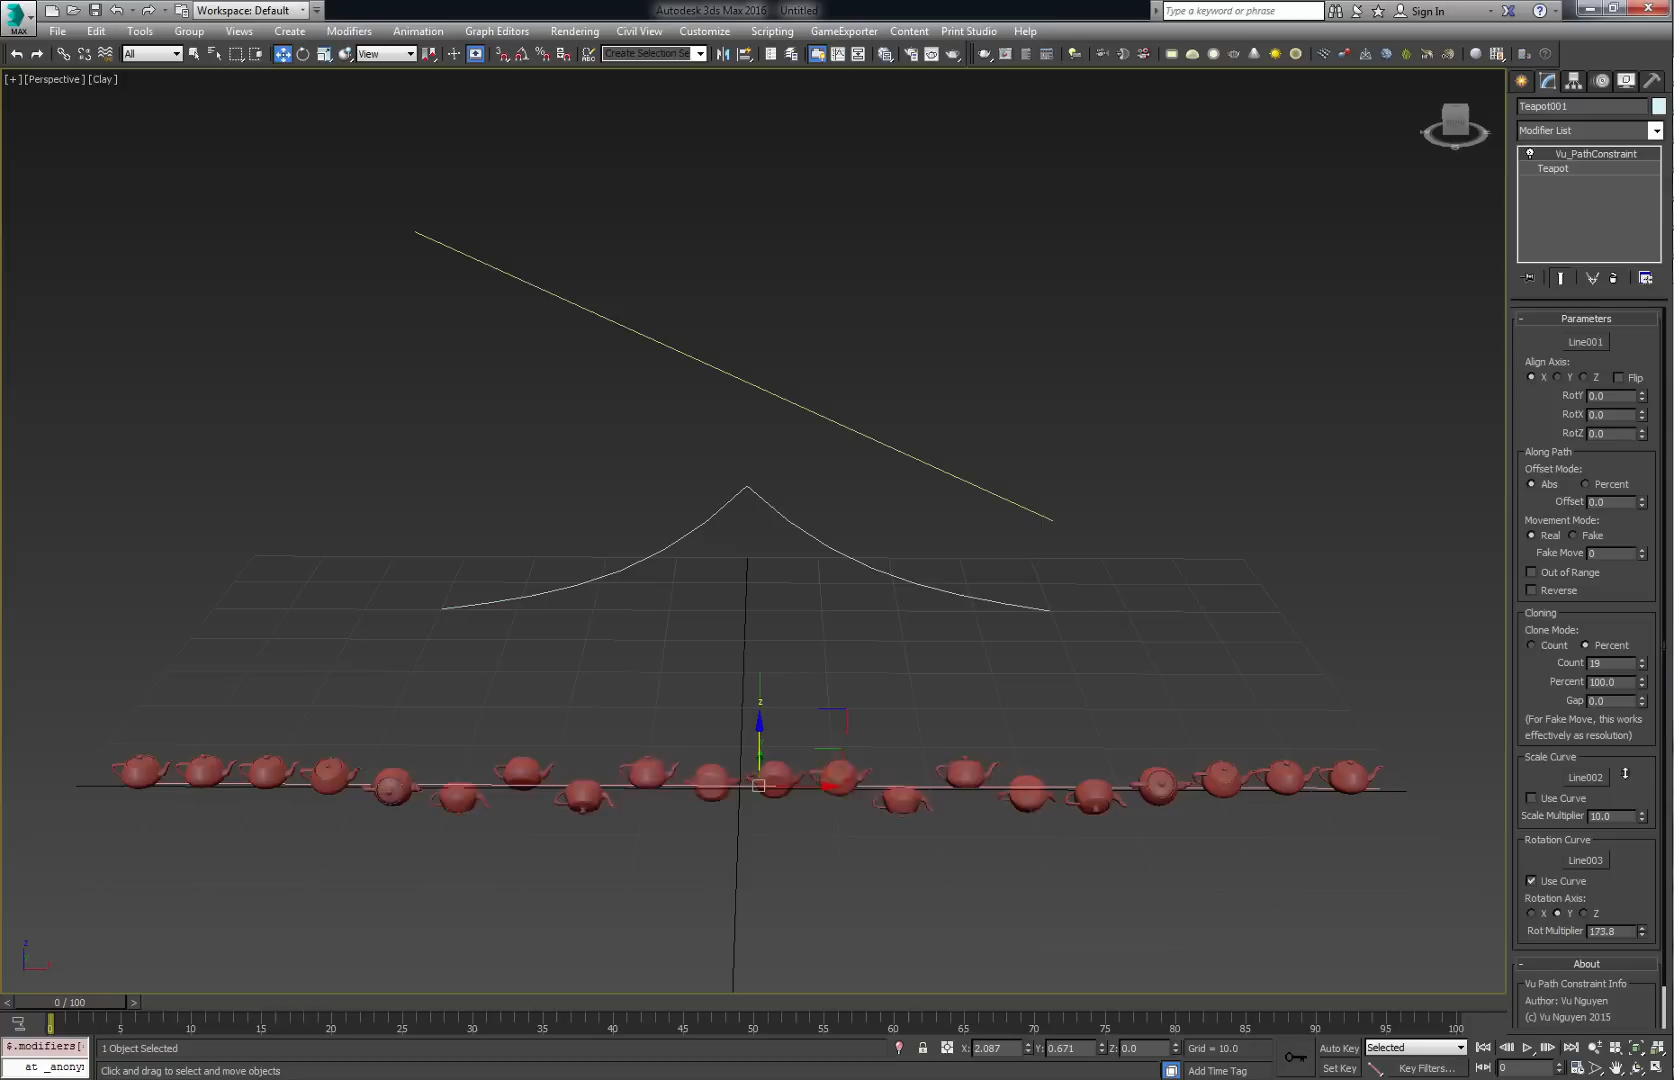 Workspace: Default
Autodesk 3ds Max 2016 Untitled
Type a keyword or phrase
Sign In
MAX
File Edit Tools Group Views Create Modifiers Animation Graph Editors Rendering Civil View Customize Scripting GameExporter Content Print Studio Help
All
View
Create Selection Se
[+] [Perspective] [Clay]
Teapot001
Modifier List
Vu_PathConstraint
Teapot
Parameters
Line001
Align Axis:
X Y Z Flip
RotY 0.0
RotX 0.0
RotZ 0.0
Along Path
Offset Mode:
Abs Percent
Offset 0.0
Movement Mode:
Real Fake
Fake Move 0
Out of Range
Reverse
Cloning
Clone Mode:
Count Percent
Count 19
Percent 100.0
Gap 0.0
(For Fake Move, this works
effectively as resolution)
Scale Curve
Line002
Use Curve
Scale Multiplier 10.0
Rotation Curve
Line003
Use Curve
Rotation Axis:
X Y Z
Rot Multiplier 173.8
About
Vu Path Constraint Info
Author: Vu Nguyen
(c) Vu Nguyen 2015
z
z
< 0 / 100 >
0 5 10 15 20 25 30 35 40 45 50 55 60 65 70 75 80 85 90 95 100
$.modifiers[
at _anony
1 Object Selected
X: 2.087 Y: 0.671 Z: 0.0 Grid = 10.0
Auto Key Selected
Click and drag to select and move objects
Add Time Tag
Set Key Key Filters... 0